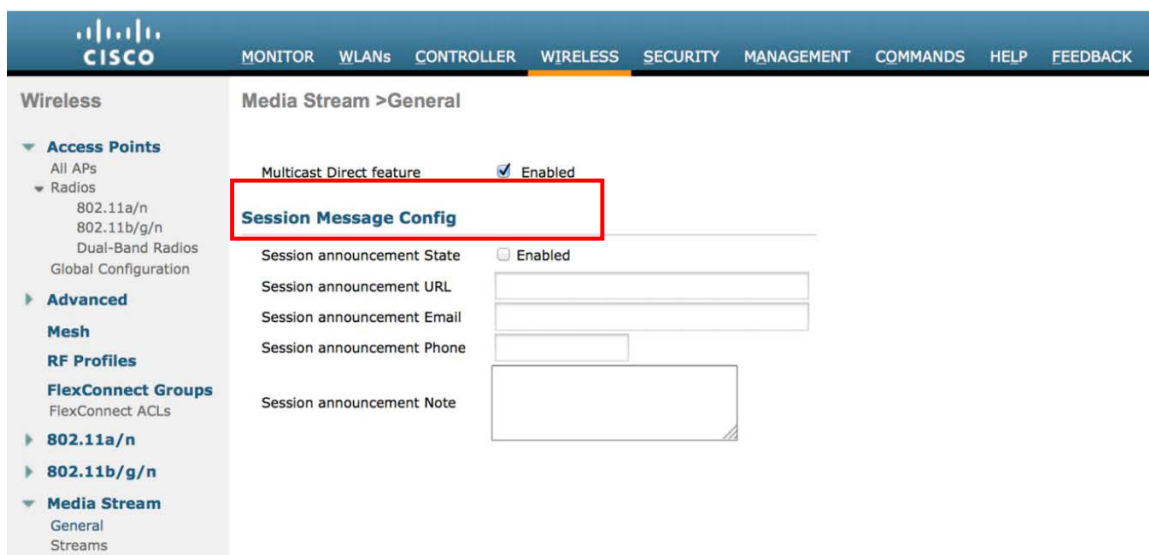 CISCO
MONITOR WLANs CONTROLLER WIRELESS SECURITY MANAGEMENT COMMANDS HELP FEEDBACK
Wireless
Access Points
All APs
Radios
802.11a/n
802.11b/g/n
Dual-Band Radios
Global Configuration
Advanced
Mesh
RF Profiles
FlexConnect Groups
FlexConnect ACLs
802.11a/n
802.11b/g/n
Media Stream
General
Streams
Media Stream >General
Multicast Direct feature Enabled
Session Message Config
Session announcement State Enabled
Session announcement URL
Session announcement Email
Session announcement Phone
Session announcement Note